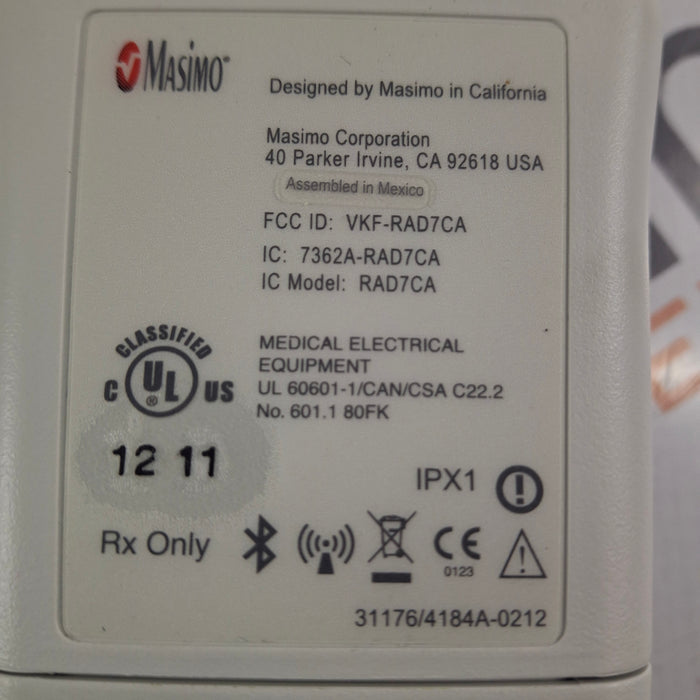 MASIMO
Designed by Masimo in California
Masimo Corporation
40 Parker Irvine, CA 92618 USA
Assembled in Mexico
FCC ID: VKF-RAD7CA
IC: 7362A-RAD7CA
IC Model: RAD7CA
CLASSIFIED
C UL® US
MEDICAL ELECTRICAL
EQUIPMENT
UL 60601-1/CAN/CSA C22.2
No. 601.1 80FK
12 11
IPX1
Rx Only
CE
0123
31176/4184A-0212